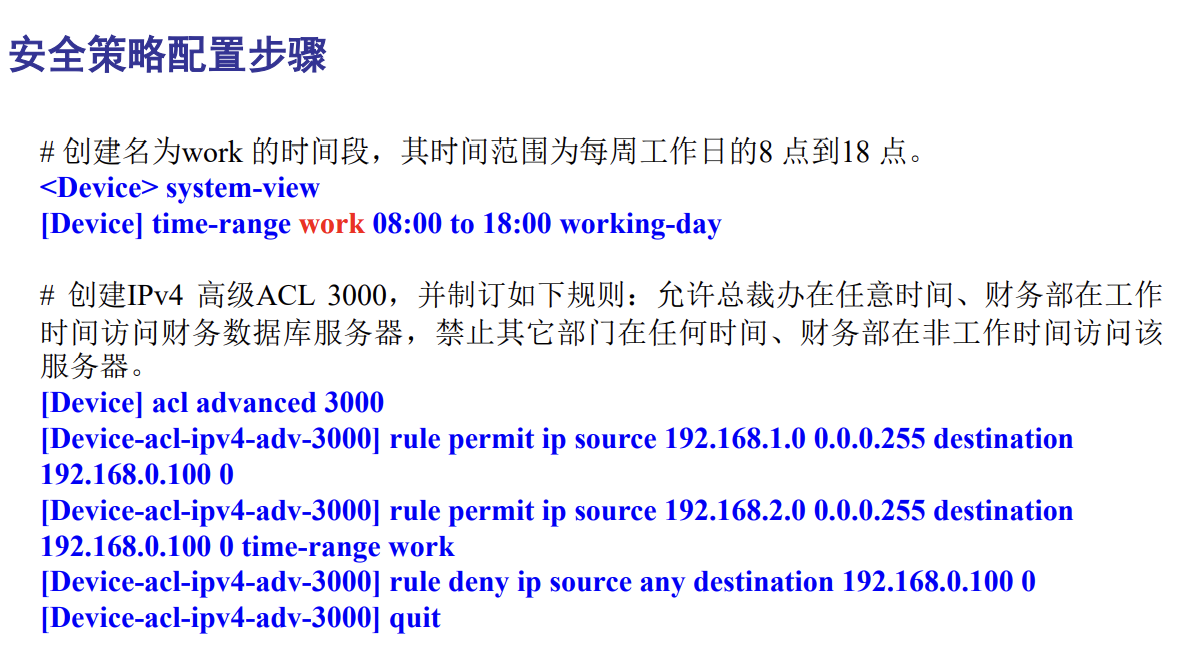 安全策略配置步骤
# 创建名为work 的时间段，其时间范围为每周工作日的8 点到18 点。
<Device> system-view
[Device] time-range work 08:00 to 18:00 working-day
# 创建IPv4 高级ACL 3000，并制订如下规则：允许总裁办在任意时间、财务部在工作
时间访问财务数据库服务器，禁止其它部门在任何时间、财务部在非工作时间访问该
服务器。
[Device] acl advanced 3000
[Device-acl-ipv4-adv-3000] rule permit ip source 192.168.1.0 0.0.0.255 destination
192.168.0.100 0
[Device-acl-ipv4-adv-3000] rule permit ip source 192.168.2.0 0.0.0.255 destination
192.168.0.100 0 time-range work
[Device-acl-ipv4-adv-3000] rule deny ip source any destination 192.168.0.100 0
[Device-acl-ipv4-adv-3000] quit